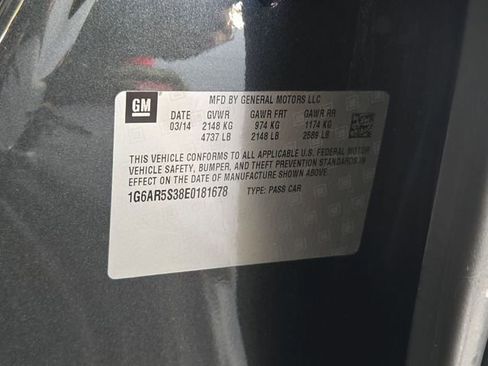 GM
MFD BY GENERAL MOTORS LLC
DATE GVWR GAWR FRT GAWR RR
03/14 2148 KG 974 KG 1174 KG
4737 LB 2148 LB 2586 LB
THIS VEHICLE CONFORMS TO ALL APPLICABLE U.S. FEDERAL MOTOR
VEHICLE SAFETY, BUMPER, AND THEFT PREVENTION STANDARDS IN
EFFECT ON THE DATE OF MANUFACTURE SHOWN ABOVE.
1G6AR5S38E0181678 TYPE: PASS CAR